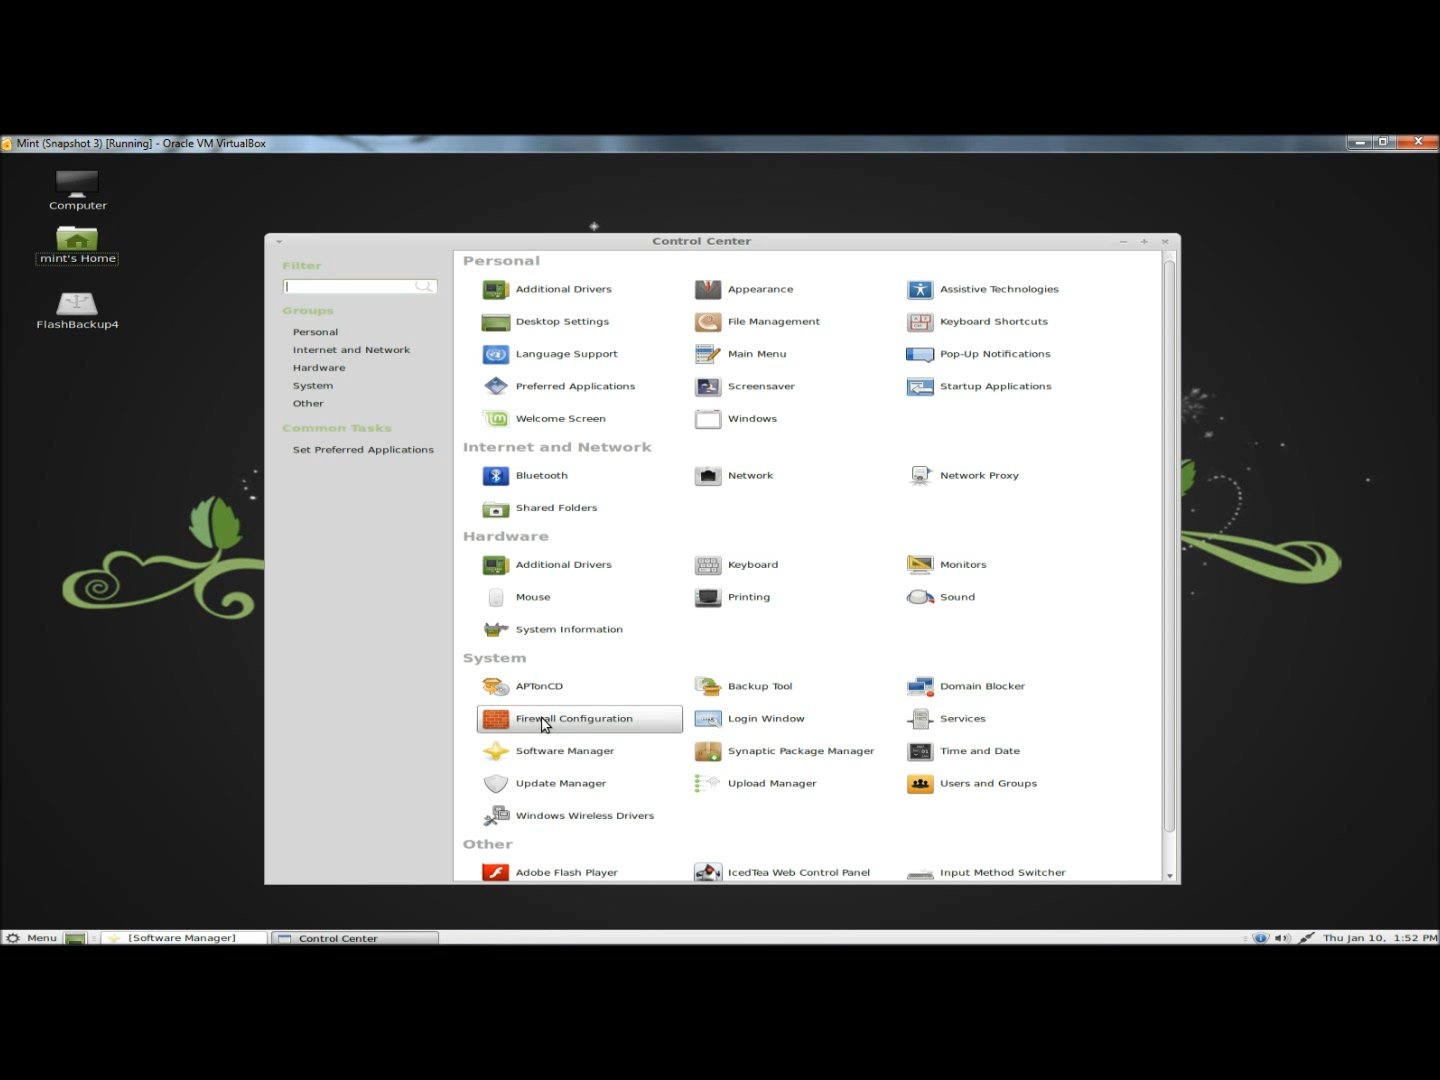 Mint (Snapshot 3) [Running] - Oracle VM VirtualBox
Computer
mint's Home
FlashBackup4
Control Center
Filter
Groups
Personal
Internet and Network
Hardware
System
Other
Common Tasks
Set Preferred Applications
Personal
Additional Drivers Appearance Assistive Technologies
Desktop Settings File Management Keyboard Shortcuts
Language Support Main Menu Pop-Up Notifications
Preferred Applications Screensaver Startup Applications
Welcome Screen Windows
Internet and Network
Bluetooth Network Network Proxy
Shared Folders
Hardware
Additional Drivers Keyboard Monitors
Mouse Printing Sound
System Information
System
APTonCD Backup Tool Domain Blocker
Firewall Configuration Login Window Services
Software Manager Synaptic Package Manager Time and Date
Update Manager Upload Manager Users and Groups
Windows Wireless Drivers
Other
Adobe Flash Player IcedTea Web Control Panel Input Method Switcher
Menu [Software Manager] Control Center Thu Jan 10, 1:52 PM